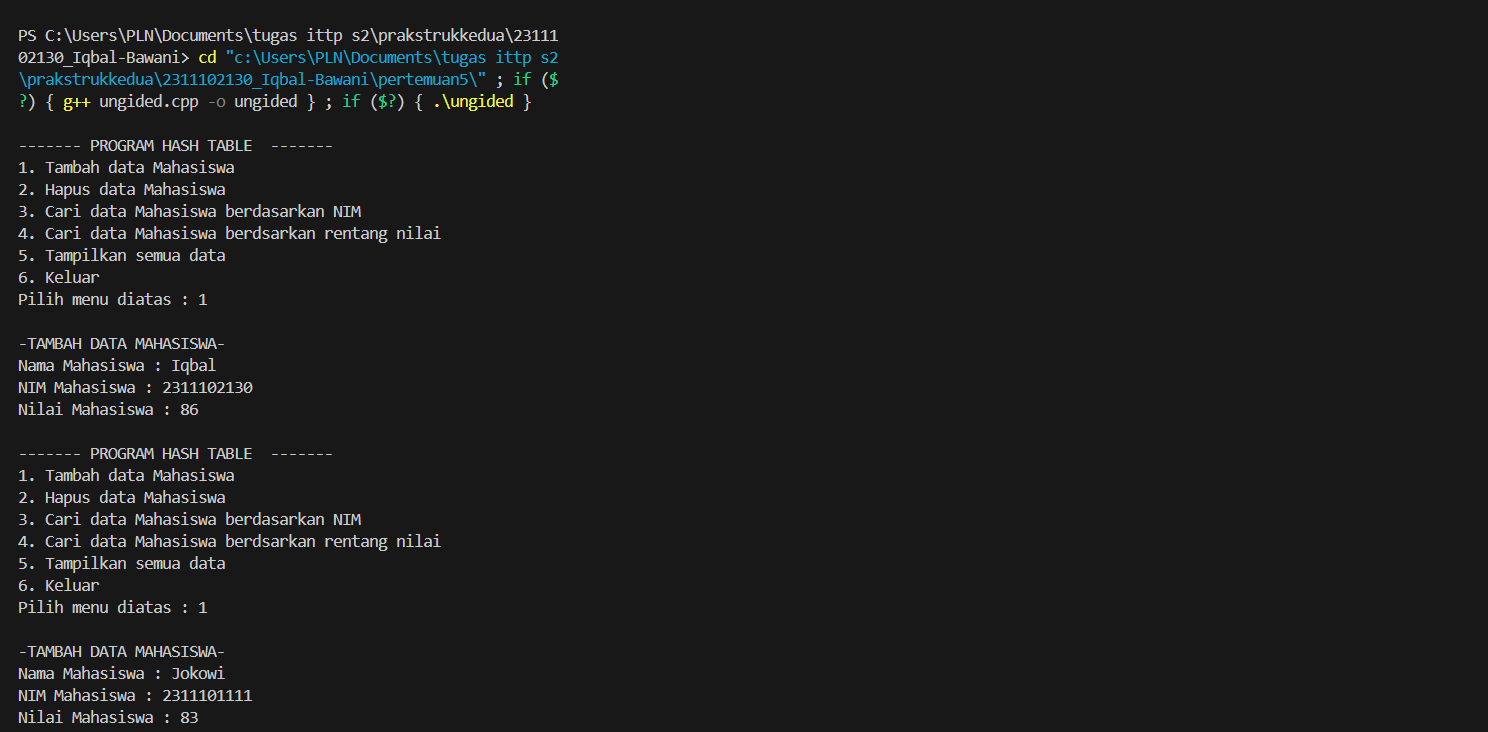 PS C:\Users\PLN\Documents\tugas ittp s2\prakstrukkedua\23111
02130_Iqbal-Bawani> cd "c:\Users\PLN\Documents\tugas ittp s2
\prakstrukkedua\2311102130_Iqbal-Bawani\pertemuan5\" ; if ($
?) { g++ ungided.cpp -o ungided } ; if ($?) { .\ungided }
------- PROGRAM HASH TABLE  -------
1. Tambah data Mahasiswa
2. Hapus data Mahasiswa
3. Cari data Mahasiswa berdasarkan NIM
4. Cari data Mahasiswa berdsarkan rentang nilai
5. Tampilkan semua data
6. Keluar
Pilih menu diatas : 1
-TAMBAH DATA MAHASISWA-
Nama Mahasiswa : Iqbal
NIM Mahasiswa : 2311102130
Nilai Mahasiswa : 86
------- PROGRAM HASH TABLE  -------
1. Tambah data Mahasiswa
2. Hapus data Mahasiswa
3. Cari data Mahasiswa berdasarkan NIM
4. Cari data Mahasiswa berdsarkan rentang nilai
5. Tampilkan semua data
6. Keluar
Pilih menu diatas : 1
-TAMBAH DATA MAHASISWA-
Nama Mahasiswa : Jokowi
NIM Mahasiswa : 2311101111
Nilai Mahasiswa : 83